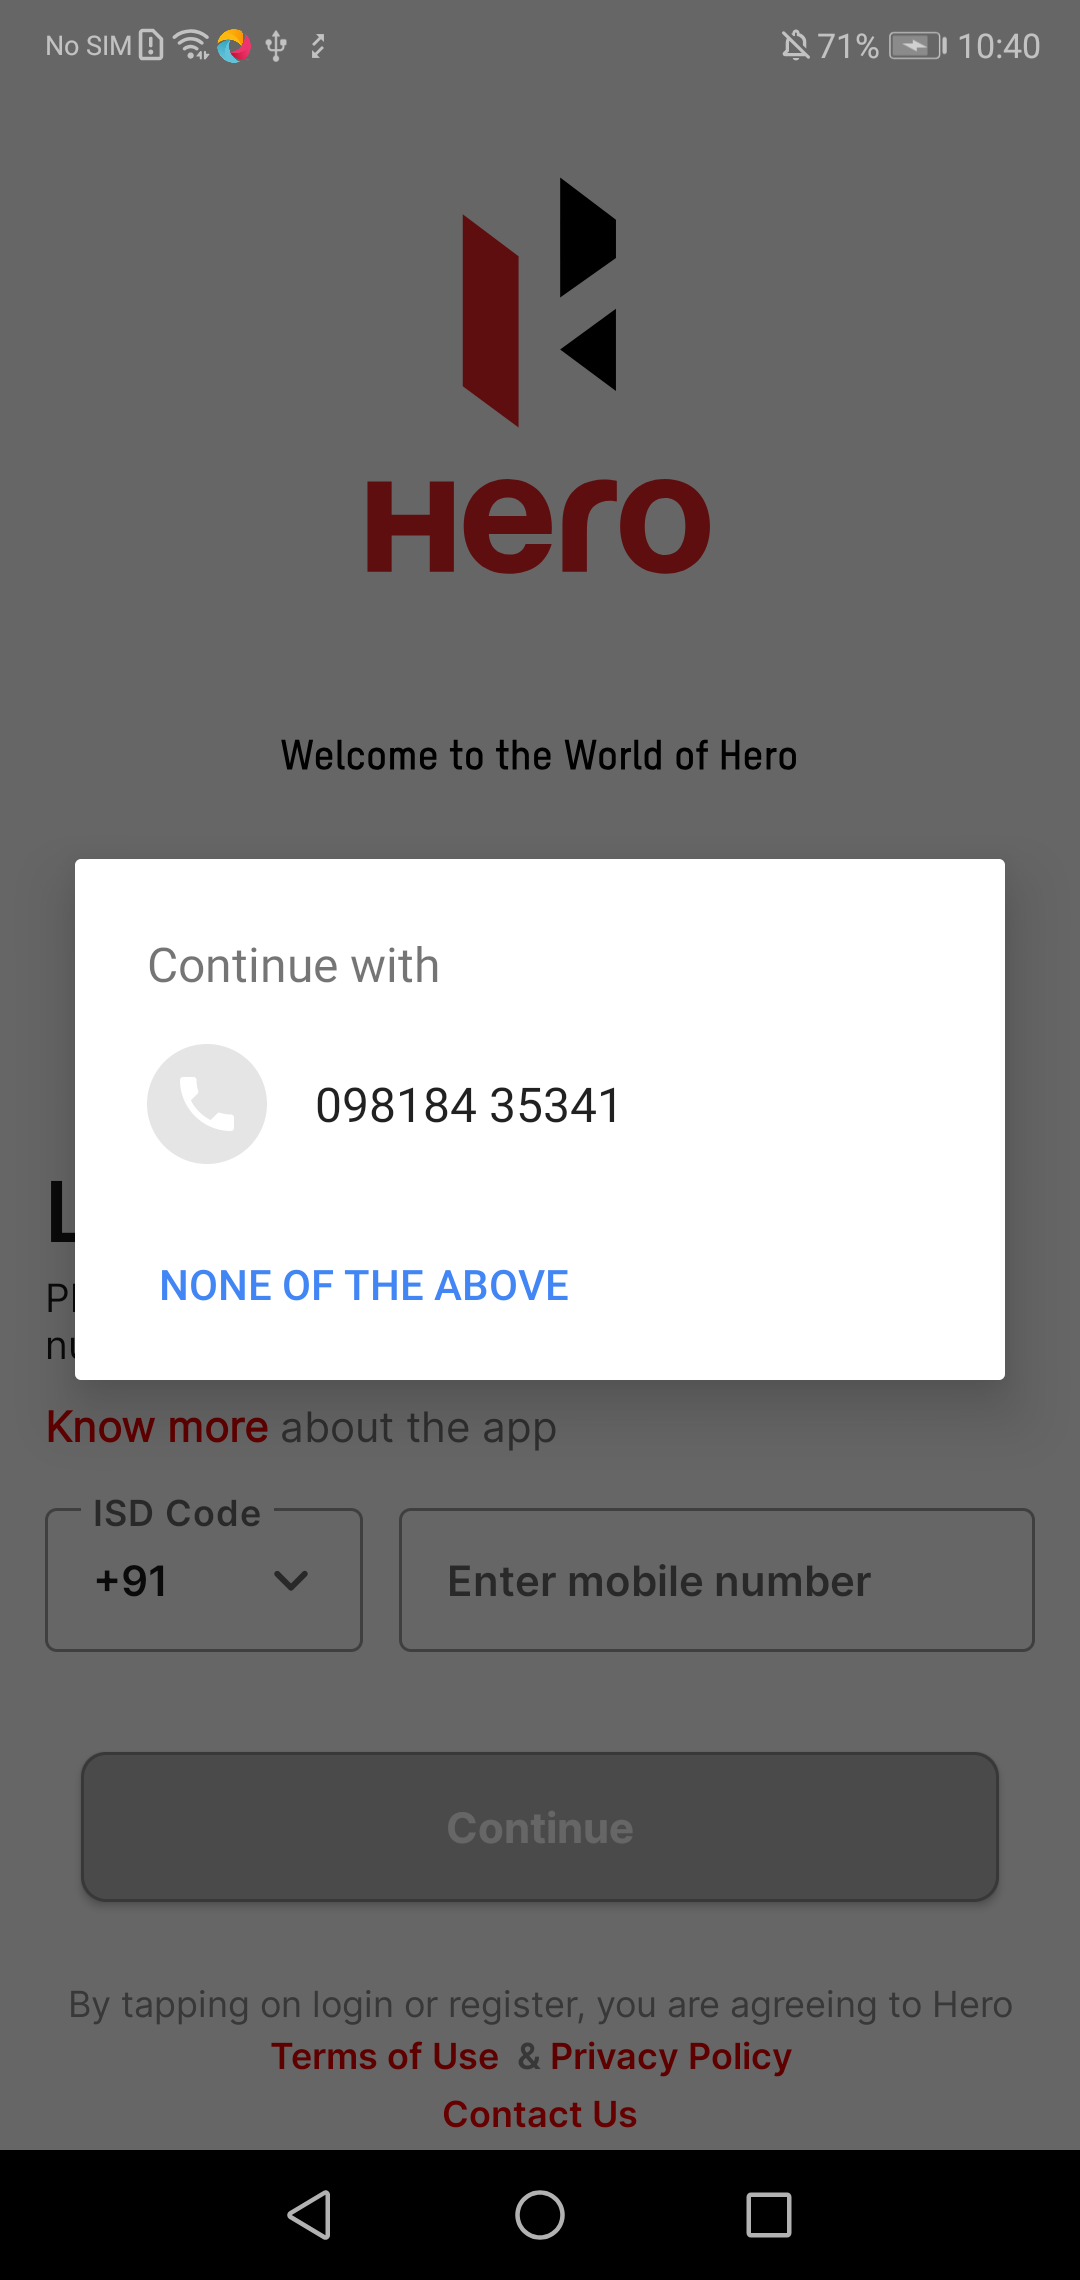 No SIM 71% 10:40
Hero
Welcome to the World of Hero
Continue with
098184 35341
NONE OF THE ABOVE
Know more about the app
ISD Code
+91 Enter mobile number
Continue
By tapping on login or register, you are agreeing to Hero
Terms of Use & Privacy Policy
Contact Us